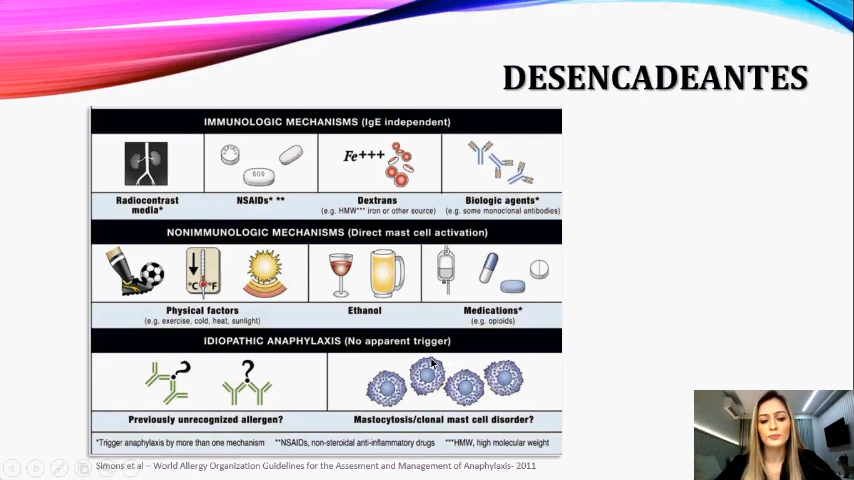 DESENCADEANTES
IMMUNOLOGIC MECHANISMS (IgE independent)
Fe+++
600
Radiocontrast
media*
NSAIDs* **
Dextrans
(e.g. HMW*** iron or other source)
Biologic agents*
(e.g. some monoclonal antibodies)
NONIMMUNOLOGIC MECHANISMS (Direct mast cell activation)
°C °F
Physical factors
(e.g. exercise, cold, heat, sunlight)
Ethanol
Medications*
(e.g. opioids)
IDIOPATHIC ANAPHYLAXIS (No apparent trigger)
? ?
Previously unrecognized allergen?
Mastocytosis/clonal mast cell disorder?
*Trigger anaphylaxis by more than one mechanism **NSAIDs, non-steroidal anti-inflammatory drugs ***HMW, high molecular weight
Simons et al – World Allergy Organization Guidelines for the Assesment and Management of Anaphylaxis- 2011